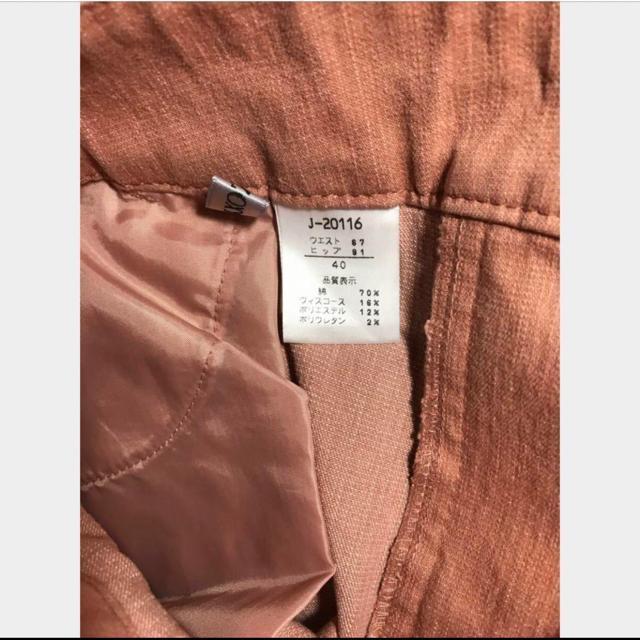 J-20116
ウエスト 67
ヒップ 91
40
品質表示
綿 70%
ヴィスコース 16%
ポリエステル 12%
ポリウレタン 2%